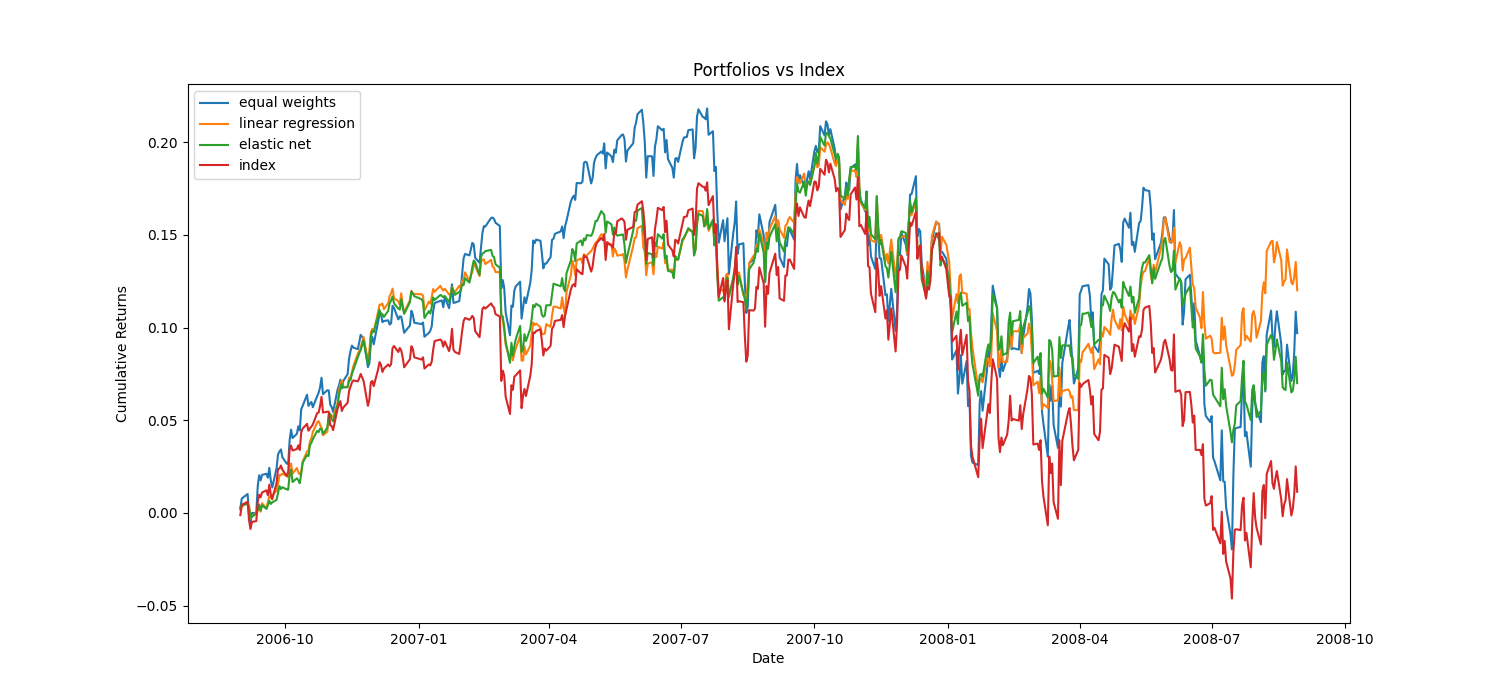 Portfolios vs Index
equal weights
linear regression
elastic net
index
Cumulative Returns
0.20
0.15
0.10
0.05
0.00
−0.05
2006-10 2007-01 2007-04 2007-07 2007-10 2008-01 2008-04 2008-07 2008-10
Date